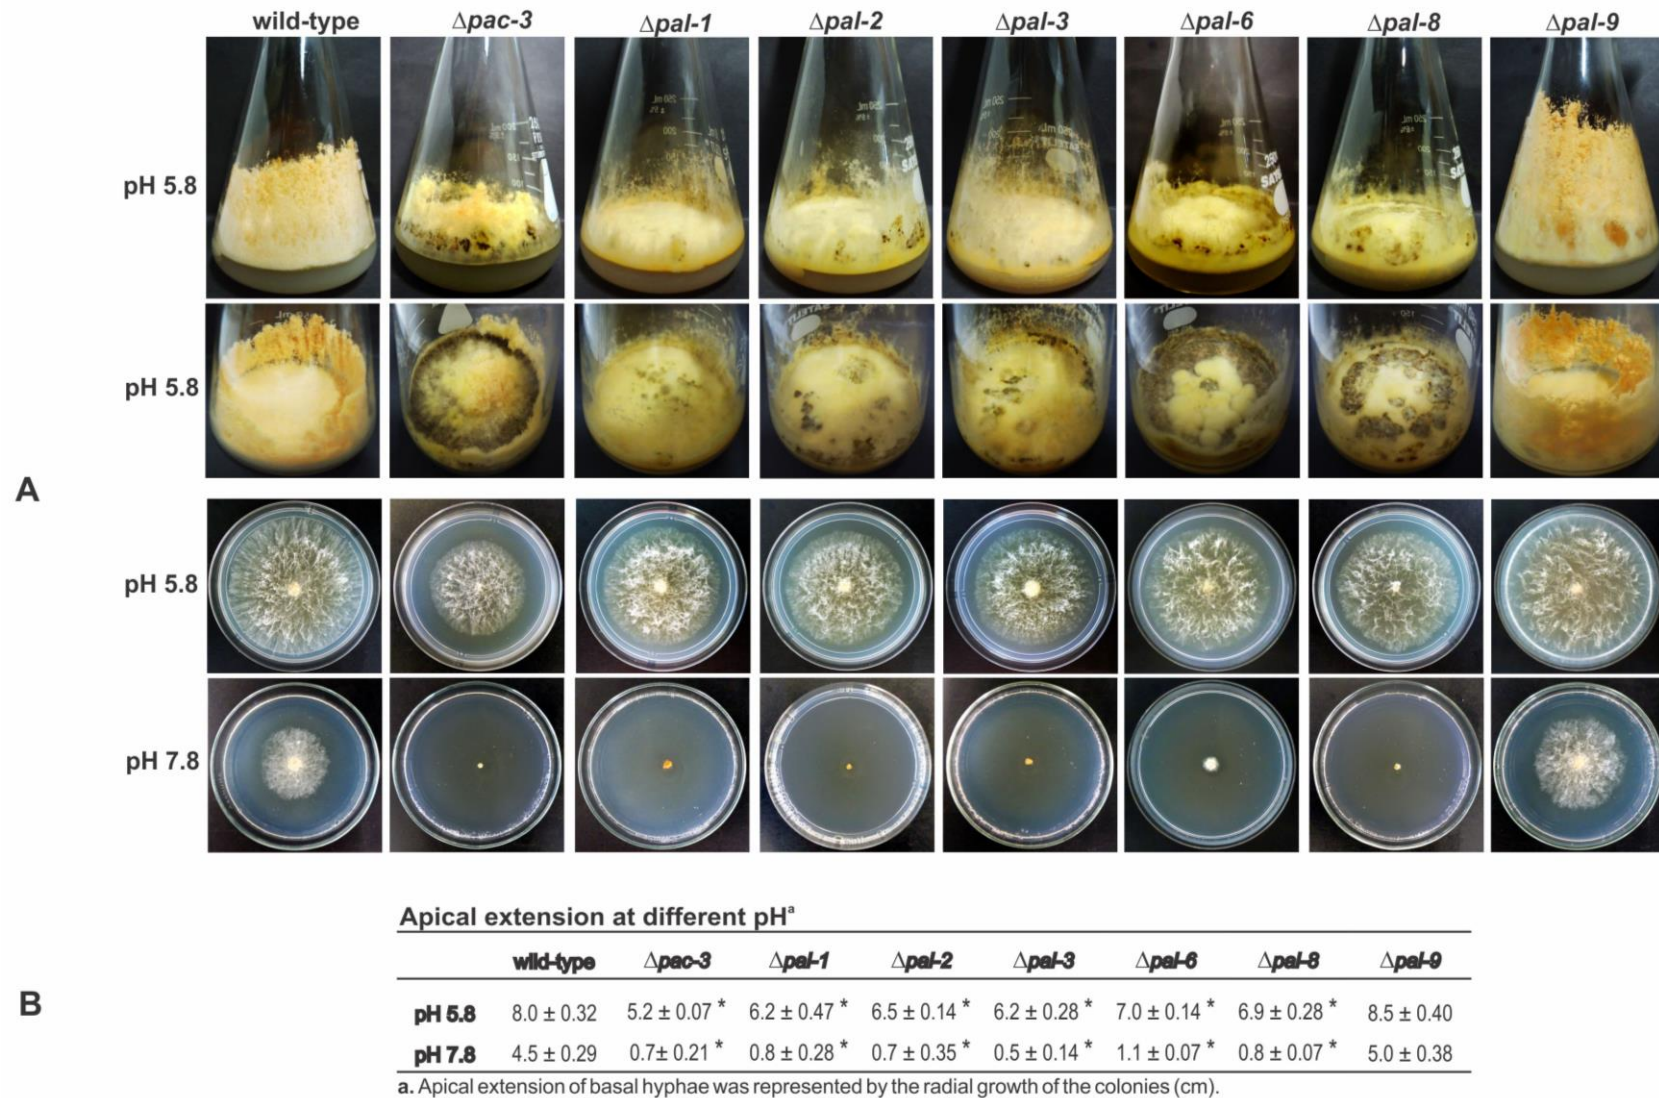 wild-type Δpac-3 Δpal-1 Δpal-2 Δpal-3 Δpal-6 Δpal-8 Δpal-9
pH 5.8
pH 5.8
A
pH 5.8
pH 7.8
Apical extension at different pHª
wild-type Δpac-3 Δpal-1 Δpal-2 Δpal-3 Δpal-6 Δpal-8 Δpal-9
B
pH 5.8 8.0 ± 0.32 5.2 ± 0.07 * 6.2 ± 0.47 * 6.5 ± 0.14 * 6.2 ± 0.28 * 7.0 ± 0.14 * 6.9 ± 0.28 * 8.5 ± 0.40
pH 7.8 4.5 ± 0.29 0.7± 0.21 * 0.8 ± 0.28 * 0.7 ± 0.35 * 0.5 ± 0.14 * 1.1 ± 0.07 * 0.8 ± 0.07 * 5.0 ± 0.38
a. Apical extension of basal hyphae was represented by the radial growth of the colonies (cm).